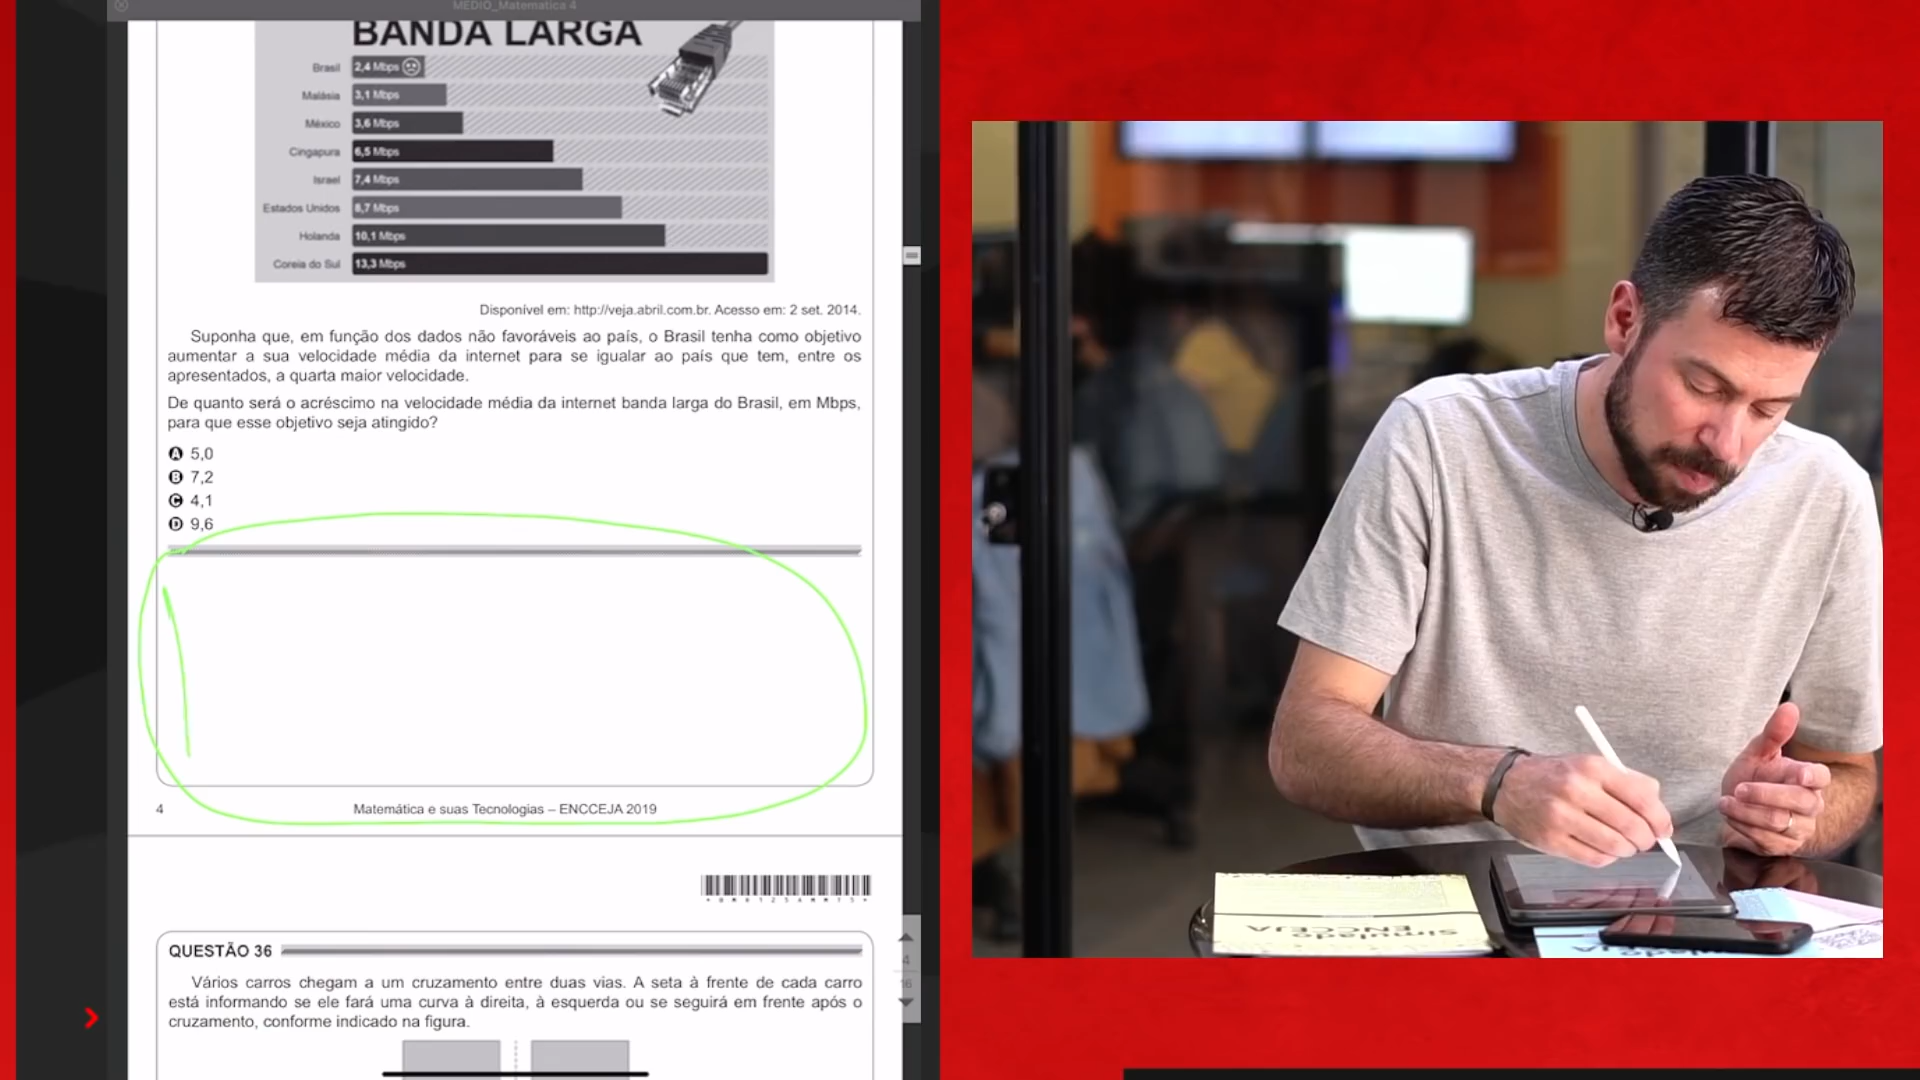 MEDIO_Matematica 4
BANDA LARGA
Brasil 2,4 Mbps
Malásia 3,1 Mbps
México 3,6 Mbps
Cingapura 6,5 Mbps
Israel 7,4 Mbps
Estados Unidos 8,7 Mbps
Holanda 10,1 Mbps
Coreia do Sul 13,3 Mbps
Disponível em: http://veja.abril.com.br. Acesso em: 2 set. 2014.
Suponha que, em função dos dados não favoráveis ao país, o Brasil tenha como objetivo
aumentar a sua velocidade média da internet para se igualar ao país que tem, entre os
apresentados, a quarta maior velocidade.
De quanto será o acréscimo na velocidade média da internet banda larga do Brasil, em Mbps,
para que esse objetivo seja atingido?
A 5,0
B 7,2
C 4,1
D 9,6
4
Matemática e suas Tecnologias – ENCCEJA 2019
QUESTÃO 36
Vários carros chegam a um cruzamento entre duas vias. A seta à frente de cada carro
está informando se ele fará uma curva à direita, à esquerda ou se seguirá em frente após o
cruzamento, conforme indicado na figura.
4
16
Simulado
ENCCEJA